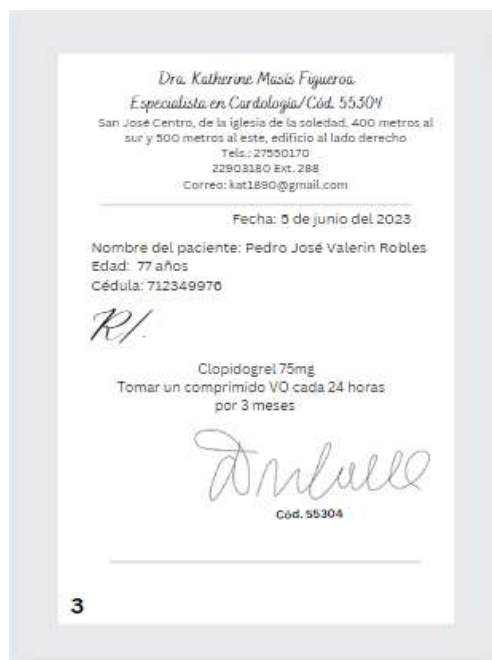 Dra. Katherine Masís Figueroa
Especialista en Cardología/Cód. 55304
San José Centro, de la iglesia de la soledad, 400 metros al
sur y 500 metros al este, edificio al lado derecho
Tels.: 27550170
22903180 Ext. 288
Correo: kat1890@gmail.com
Fecha: 5 de junio del 2023
Nombre del paciente: Pedro José Valerin Robles
Edad: 77 años
Cédula: 712349976
R/.
Clopidogrel 75mg
Tomar un comprimido VO cada 24 horas
por 3 meses
Cód. 55304
3